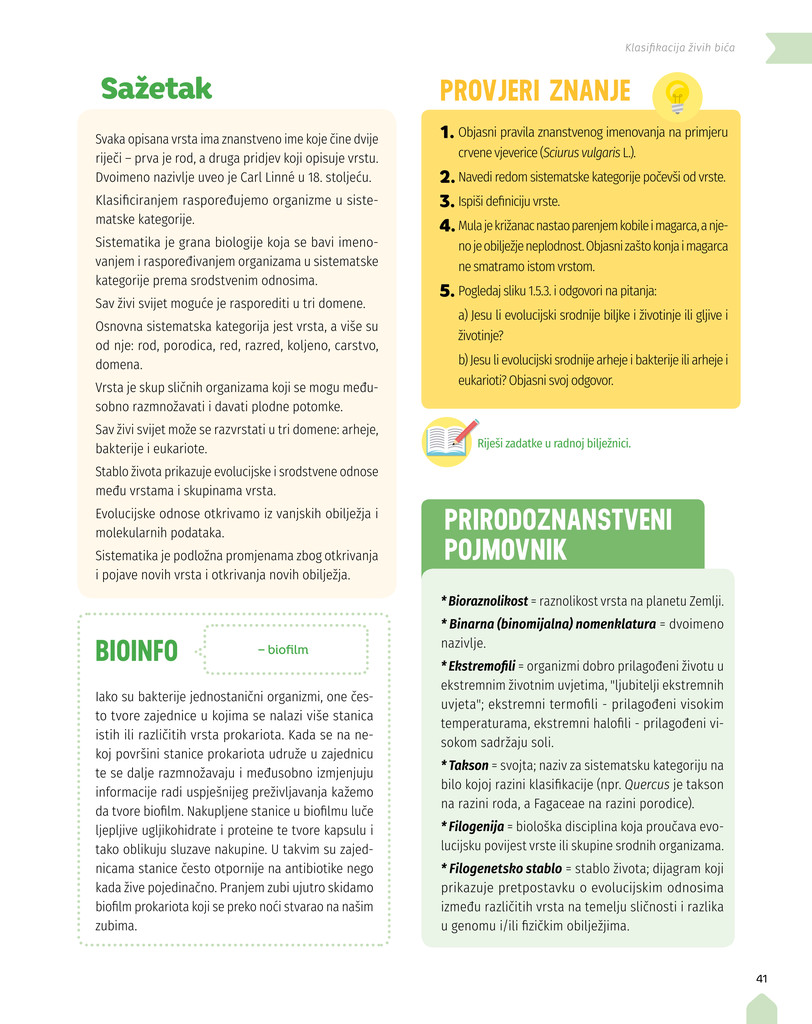 Klasifikacija živih bića
Sažetak
Svaka opisana vrsta ima znanstveno ime koje čine dvije
riječi – prva je rod, a druga pridjev koji opisuje vrstu.
Dvoimeno nazivlje uveo je Carl Linné u 18. stoljeću.
Klasificiranjem raspoređujemo organizme u siste-
matske kategorije.
Sistematika je grana biologije koja se bavi imeno-
vanjem i raspoređivanjem organizama u sistematske
kategorije prema srodstvenim odnosima.
Sav živi svijet moguće je rasporediti u tri domene.
Osnovna sistematska kategorija jest vrsta, a više su
od nje: rod, porodica, red, razred, koljeno, carstvo,
domena.
Vrsta je skup sličnih organizama koji se mogu među-
sobno razmnožavati i davati plodne potomke.
Sav živi svijet može se razvrstati u tri domene: arheje,
bakterije i eukariote.
Stablo života prikazuje evolucijske i srodstvene odnose
među vrstama i skupinama vrsta.
Evolucijske odnose otkrivamo iz vanjskih obilježja i
molekularnih podataka.
Sistematika je podložna promjenama zbog otkrivanja
i pojave novih vrsta i otkrivanja novih obilježja.
BIOINFO
– biofilm
Iako su bakterije jednostanični organizmi, one čes-
to tvore zajednice u kojima se nalazi više stanica
istih ili različitih vrsta prokariota. Kada se na ne-
koj površini stanice prokariota udruže u zajednicu
te se dalje razmnožavaju i međusobno izmjenjuju
informacije radi uspješnijeg preživljavanja kažemo
da tvore biofilm. Nakupljene stanice u biofilmu luče
ljepljive ugljikohidrate i proteine te tvore kapsulu i
tako oblikuju sluzave nakupine. U takvim su zajed-
nicama stanice često otpornije na antibiotike nego
kada žive pojedinačno. Pranjem zubi ujutro skidamo
biofilm prokariota koji se preko noći stvarao na našim
zubima.
PROVJERI ZNANJE
1. Objasni pravila znanstvenog imenovanja na primjeru
crvene vjeverice (Sciurus vulgaris L.).
2. Navedi redom sistematske kategorije počevši od vrste.
3. Ispiši definiciju vrste.
4. Mula je križanac nastao parenjem kobile i magarca, a nje-
no je obilježje neplodnost. Objasni zašto konja i magarca
ne smatramo istom vrstom.
5. Pogledaj sliku 1.5.3. i odgovori na pitanja:
a) Jesu li evolucijski srodnije biljke i životinje ili gljive i
životinje?
b) Jesu li evolucijski srodnije arheje i bakterije ili arheje i
eukarioti? Objasni svoj odgovor.
Riješi zadatke u radnoj bilježnici.
PRIRODOZNANSTVENI
POJMOVNIK
* Bioraznolikost = raznolikost vrsta na planetu Zemlji.
* Binarna (binomijalna) nomenklatura = dvoimeno
nazivlje.
* Ekstremofili = organizmi dobro prilagođeni životu u
ekstremnim životnim uvjetima, "ljubitelji ekstremnih
uvjeta"; ekstremni termofili - prilagođeni visokim
temperaturama, ekstremni halofili - prilagođeni vi-
sokom sadržaju soli.
* Takson = svojta; naziv za sistematsku kategoriju na
bilo kojoj razini klasifikacije (npr. Quercus je takson
na razini roda, a Fagaceae na razini porodice).
* Filogenija = biološka disciplina koja proučava evo-
lucijsku povijest vrste ili skupine srodnih organizama.
* Filogenetsko stablo = stablo života; dijagram koji
prikazuje pretpostavku o evolucijskim odnosima
između različitih vrsta na temelju sličnosti i razlika
u genomu i/ili fizičkim obilježjima.
41